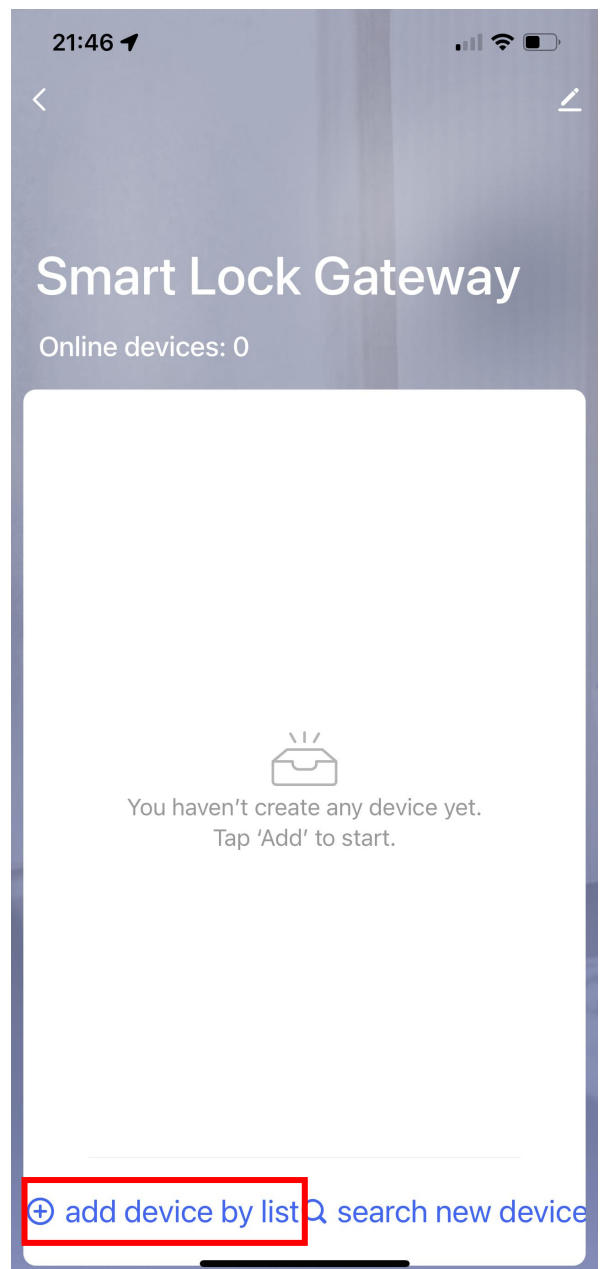 21:46
Smart Lock Gateway
Online devices: 0
You haven't create any device yet.
Tap ‘Add’ to start.
add device by list search new device